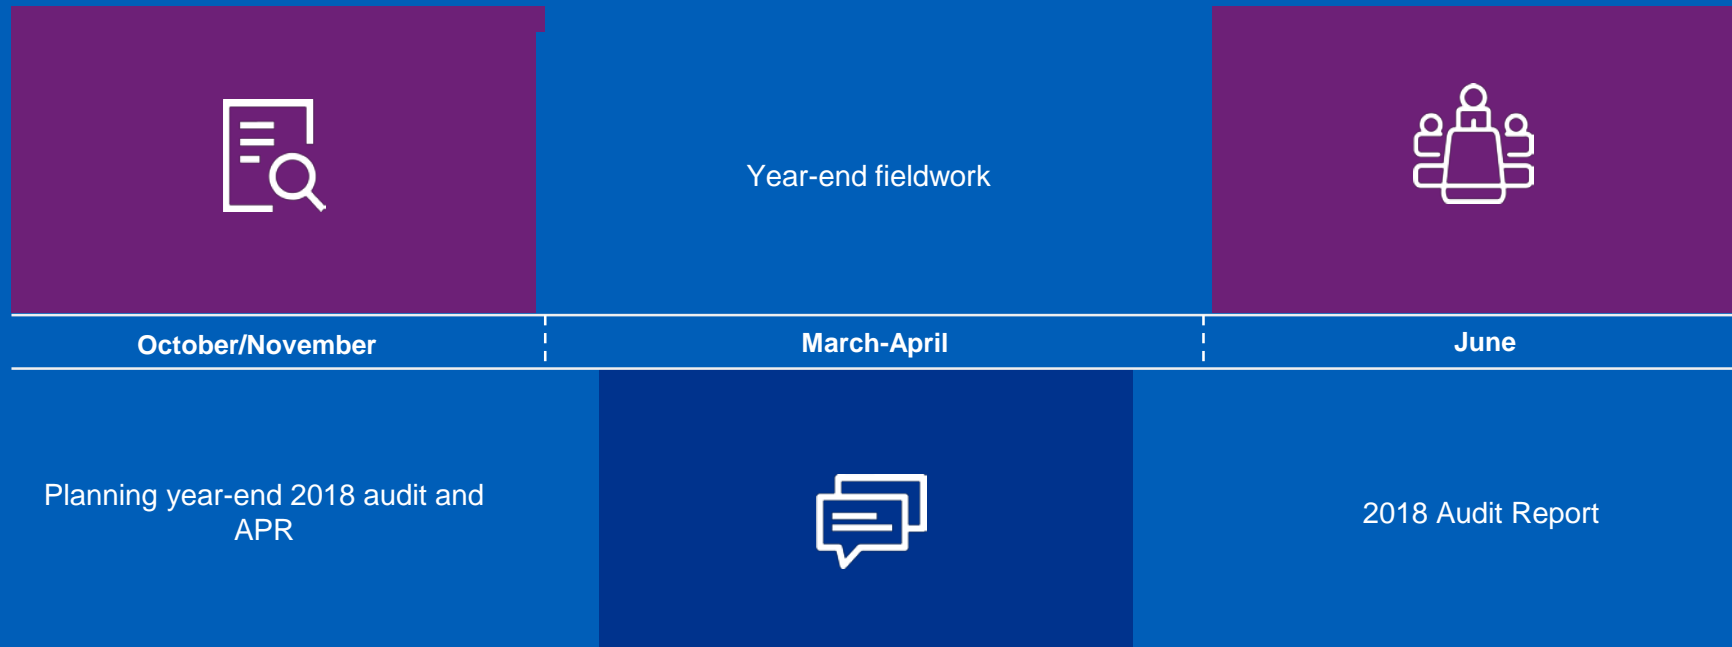 Year-end fieldwork
October/November
March-April
June
Planning year-end 2018 audit and
APR
2018 Audit Report